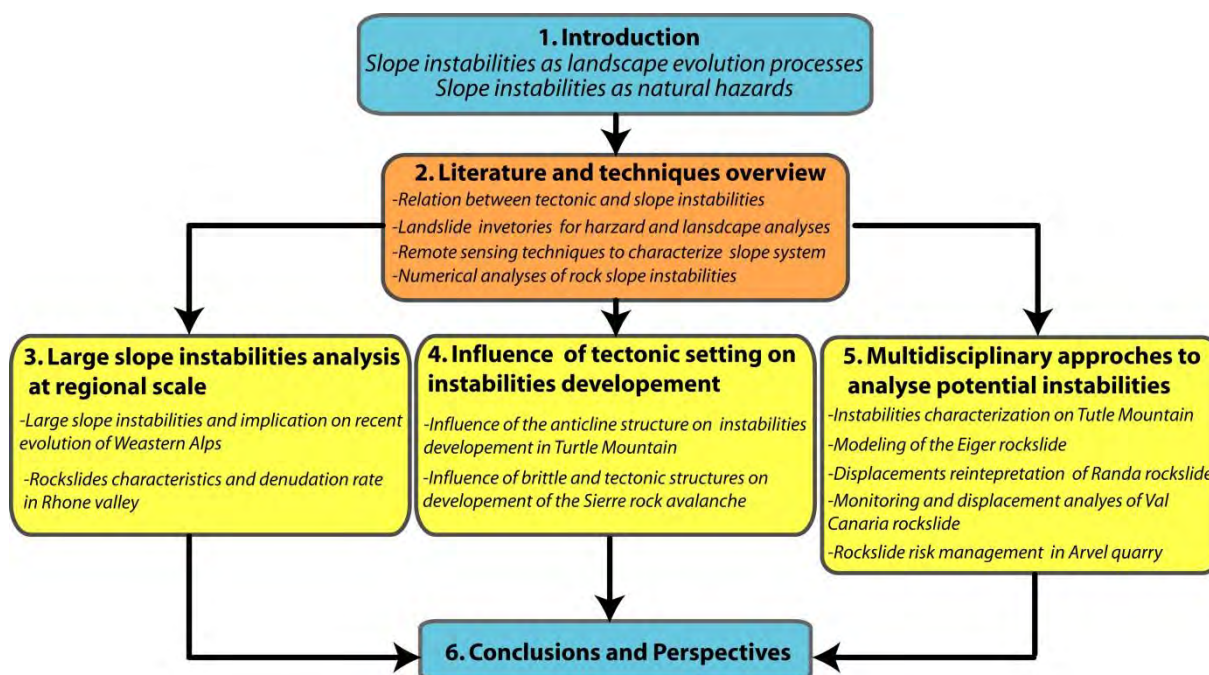 1. Introduction
Slope instabilities as landscape evolution processes
Slope instabilities as natural hazards
2. Literature and techniques overview
-Relation between tectonic and slope instabilities
-Landslide invetories for harzard and lansdcape analyses
-Remote sensing techniques to characterize slope system
-Numerical analyses of rock slope instabilities
3. Large slope instabilities analysis
at regional scale
-Large slope instabilities and implication on recent
evolution of Weastern Alps
-Rockslides characteristics and denudation rate
in Rhone valley
4. Influence of tectonic setting on
instabilities developement
-Influence of the anticline structure on instabilities
developement in Turtle Mountain
-Influence of brittle and tectonic structures on
development of the Sierre rock avalanche
5. Multidisciplinary approches to
analyse potential instabilities
-Instabilities characterization on Tutle Mountain
-Modeling of the Eiger rockslide
-Displacements reintepretation of Randa rockslide
-Monitoring and displacement analyes of Val
Canaria rockslide
-Rockslide risk management in Arvel quarry
6. Conclusions and Perspectives